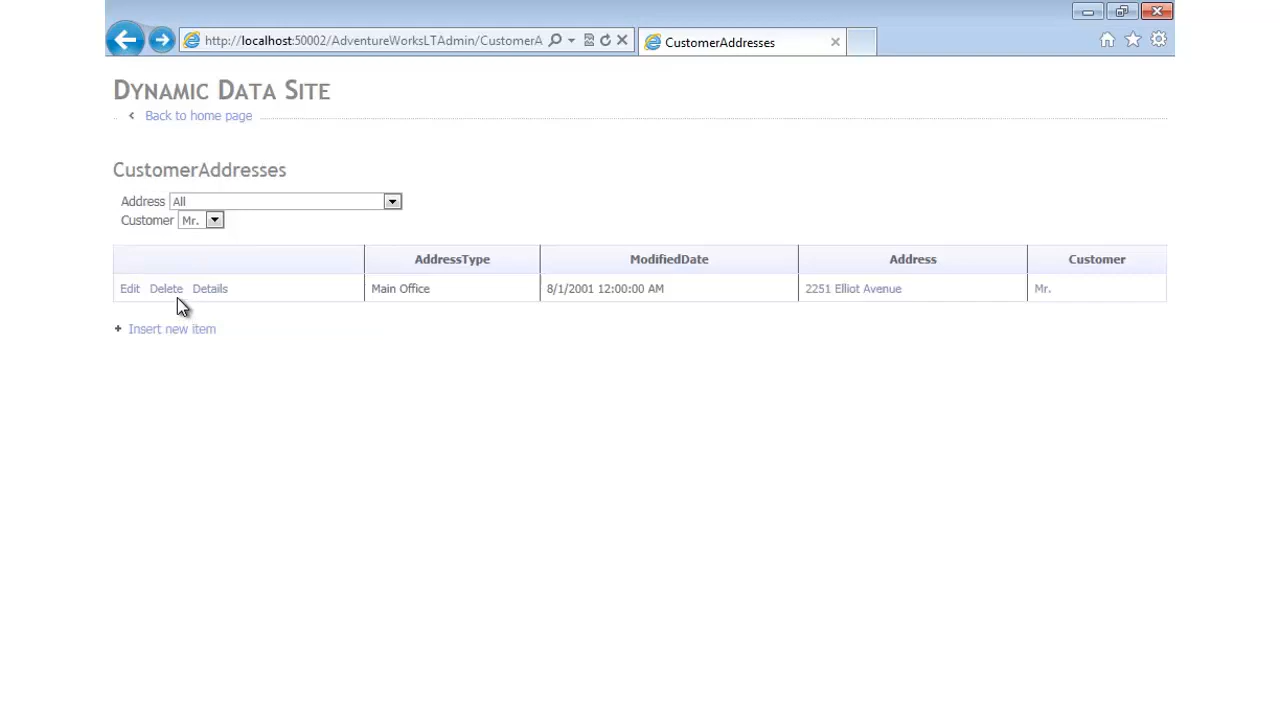 http://localhost:50002/AdventureWorksLTAdmin/CustomerA
CustomerAddresses
DYNAMIC DATA SITE
Back to home page
CustomerAddresses
Address All
Customer Mr.
AddressType ModifiedDate Address Customer
Edit Delete Details Main Office 8/1/2001 12:00:00 AM 2251 Elliot Avenue Mr.
Insert new item